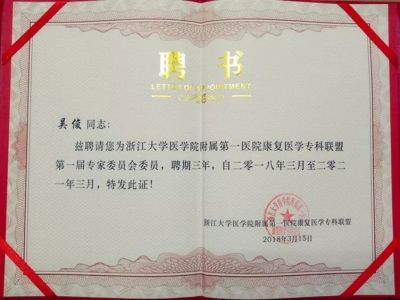 聘书
LETTER OF APPOINTMENT
吴俊 同志：
兹聘请您为浙江大学医学院附属第一医院康复医学专科联盟
第一届专家委员会委员，聘期三年，自二〇一八年三月至二〇二
一年三月，特发此证！
浙江大学医学院附属第一医院康复医学专科联盟
2018年3月15日